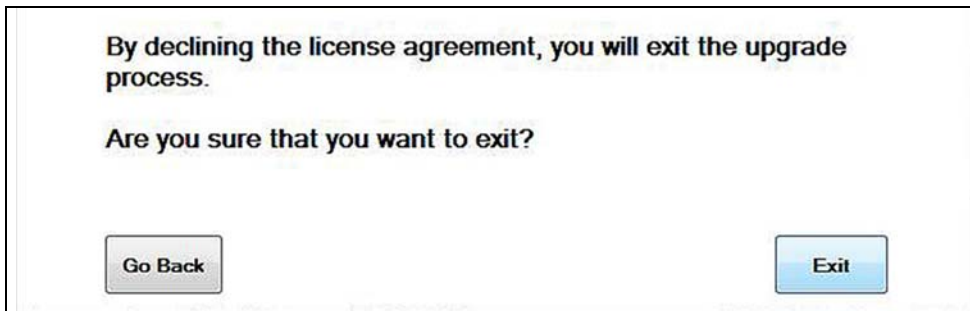 By declining the license agreement, you will exit the upgrade
process.
Are you sure that you want to exit?
Go Back
Exit